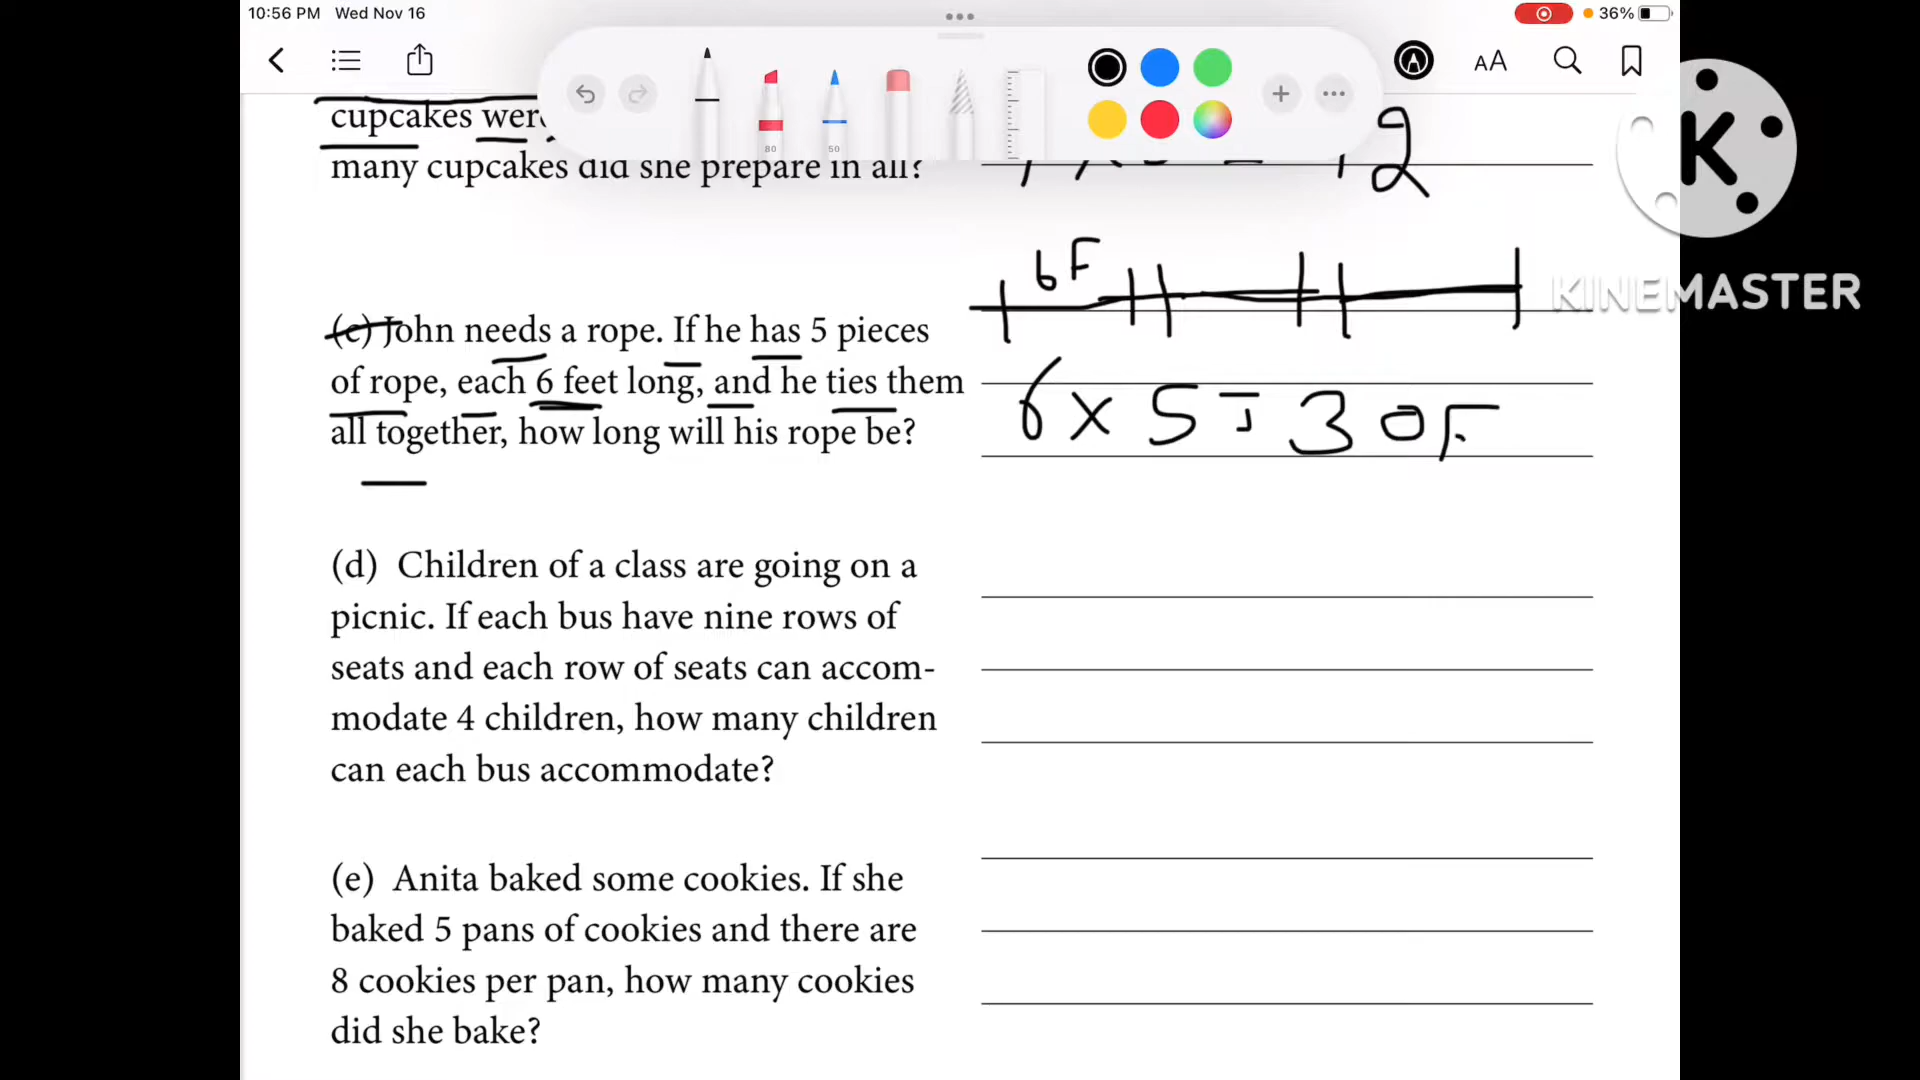 10:56 PM Wed Nov 16
36%
AA
80
50
cupcakes were
many cupcakes did she prepare in all?
2
6F
(c) John needs a rope. If he has 5 pieces
of rope, each 6 feet long, and he ties them
all together, how long will his rope be?
6 x 5 = 30F
(d) Children of a class are going on a
picnic. If each bus have nine rows of
seats and each row of seats can accom-
modate 4 children, how many children
can each bus accommodate?
(e) Anita baked some cookies. If she
baked 5 pans of cookies and there are
8 cookies per pan, how many cookies
did she bake?
K
KINEMASTER